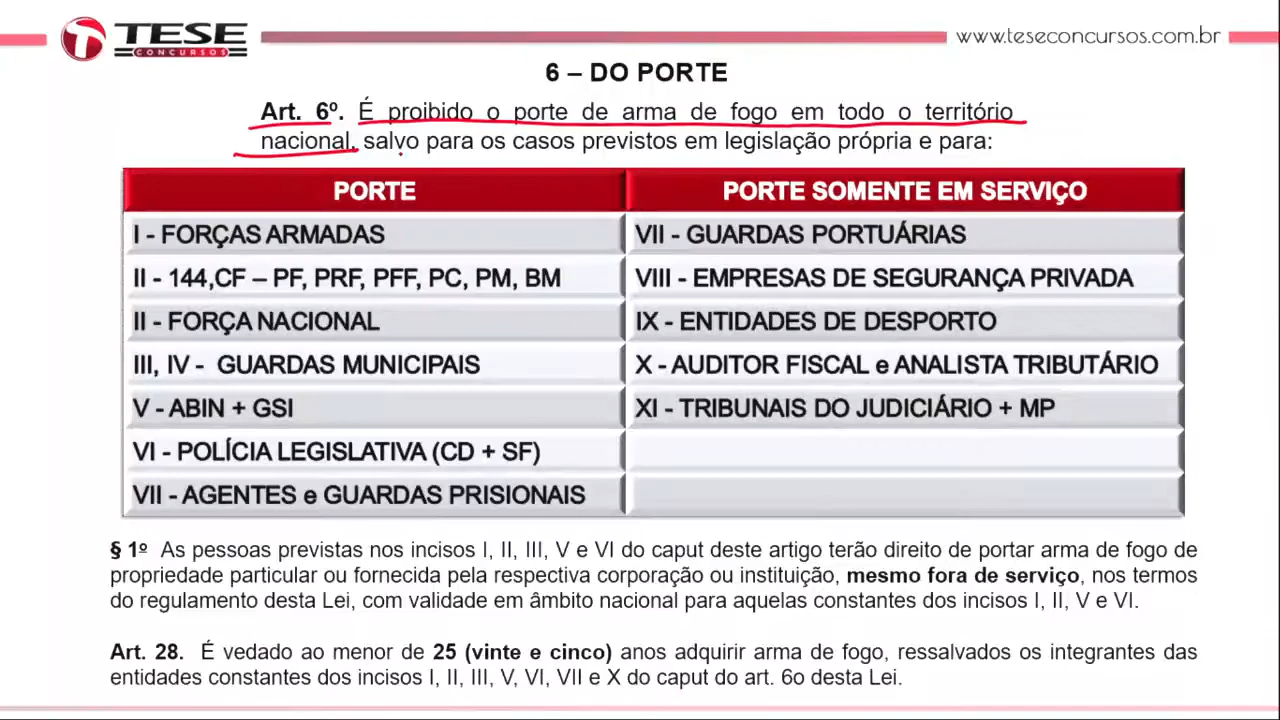 TESE
CONCURSOS
www.teseconcursos.com.br
6 – DO PORTE
Art. 6º. É proibido o porte de arma de fogo em todo o território
nacional, salvo para os casos previstos em legislação própria e para:
PORTE
PORTE SOMENTE EM SERVIÇO
I - FORÇAS ARMADAS
VII - GUARDAS PORTUÁRIAS
II - 144,CF – PF, PRF, PFF, PC, PM, BM
VIII - EMPRESAS DE SEGURANÇA PRIVADA
II - FORÇA NACIONAL
IX - ENTIDADES DE DESPORTO
III, IV - GUARDAS MUNICIPAIS
X - AUDITOR FISCAL e ANALISTA TRIBUTÁRIO
V - ABIN + GSI
XI - TRIBUNAIS DO JUDICIÁRIO + MP
VI - POLÍCIA LEGISLATIVA (CD + SF)
VII - AGENTES e GUARDAS PRISIONAIS
§ 1º As pessoas previstas nos incisos I, II, III, V e VI do caput deste artigo terão direito de portar arma de fogo de
propriedade particular ou fornecida pela respectiva corporação ou instituição, mesmo fora de serviço, nos termos
do regulamento desta Lei, com validade em âmbito nacional para aquelas constantes dos incisos I, II, V e VI.
Art. 28. É vedado ao menor de 25 (vinte e cinco) anos adquirir arma de fogo, ressalvados os integrantes das
entidades constantes dos incisos I, II, III, V, VI, VII e X do caput do art. 6o desta Lei.